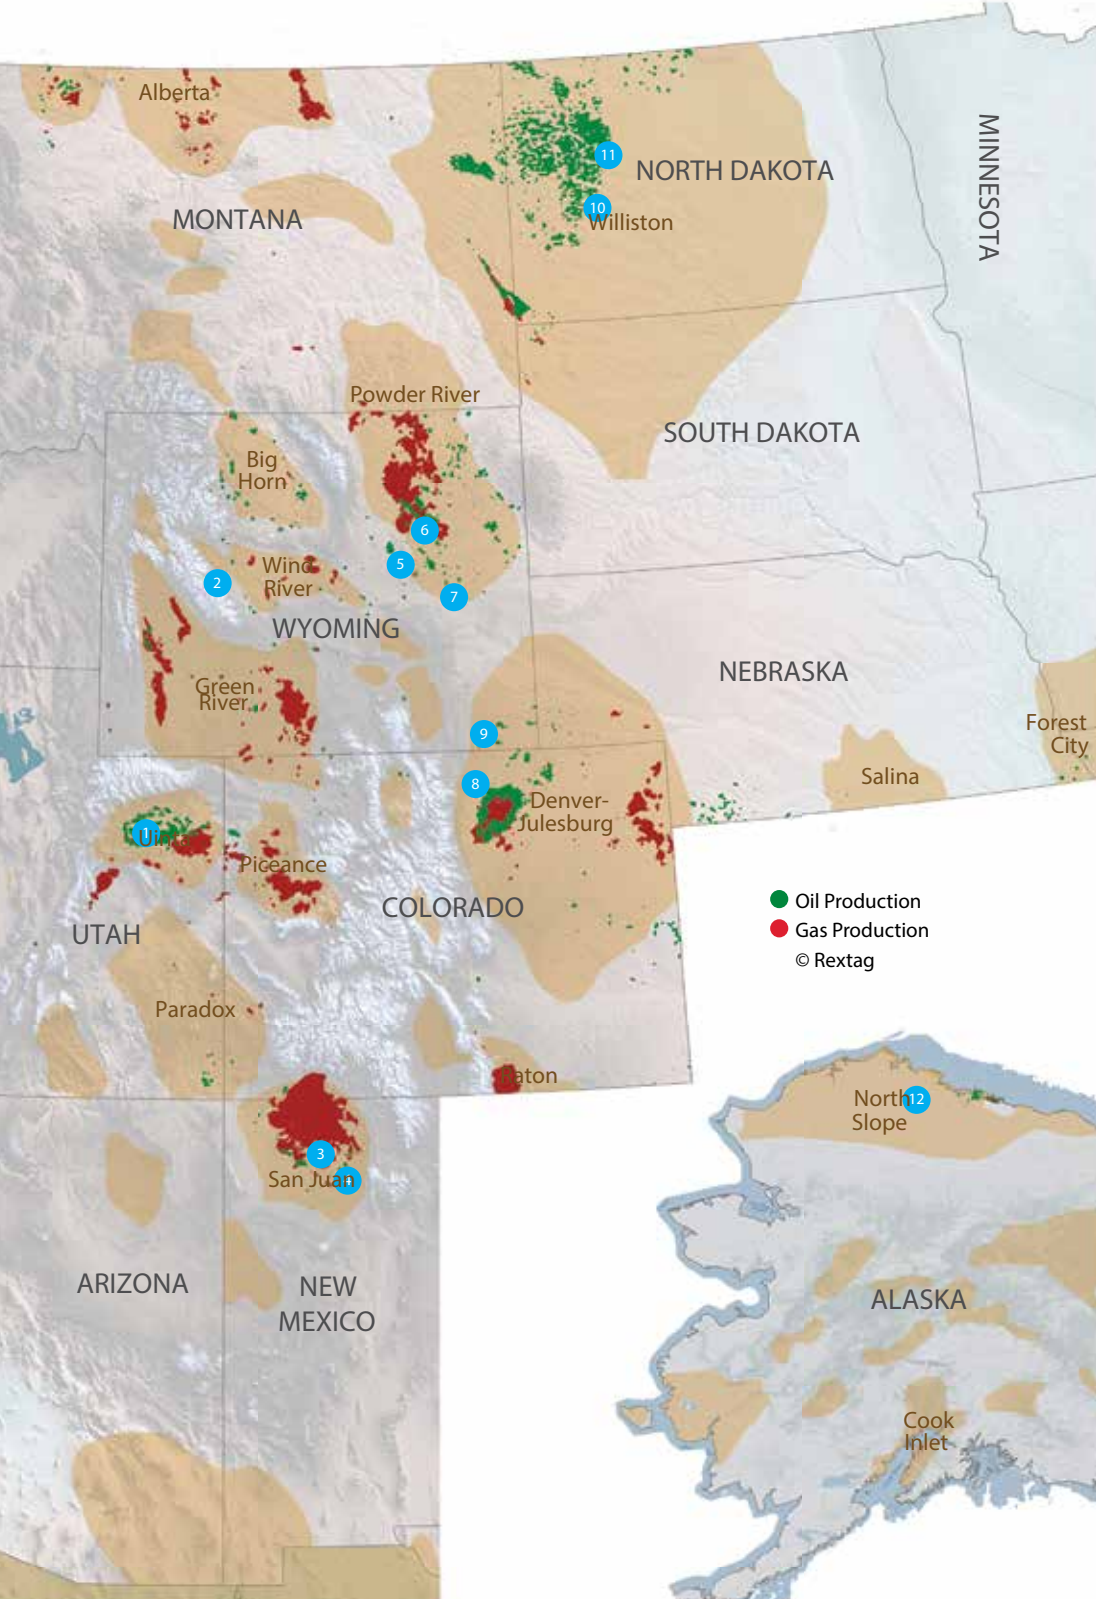 Alberta
MONTANA
11
NORTH DAKOTA
MINNESOTA
10
Williston
Powder River
SOUTH DAKOTA
Big
Horn
6
5
2
Wind
River
7
WYOMING
NEBRASKA
Green
River
9
Forest
City
8
Salina
Denver-
Julesburg
1
Uinta
Piceance
COLORADO
UTAH
Oil Production
Gas Production
© Rextag
Paradox
Raton
North
Slope
12
3
San Juan
4
ARIZONA
NEW
MEXICO
ALASKA
Cook
Inlet